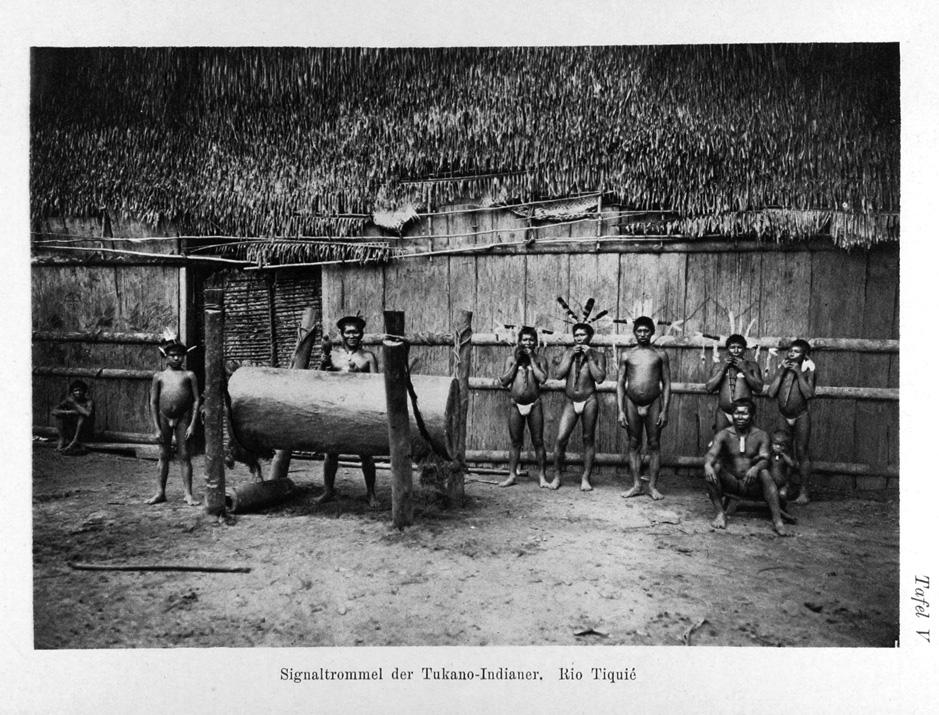 Signaltrommel der Tukano-Indianer. Rio Tiquié
Tafel V